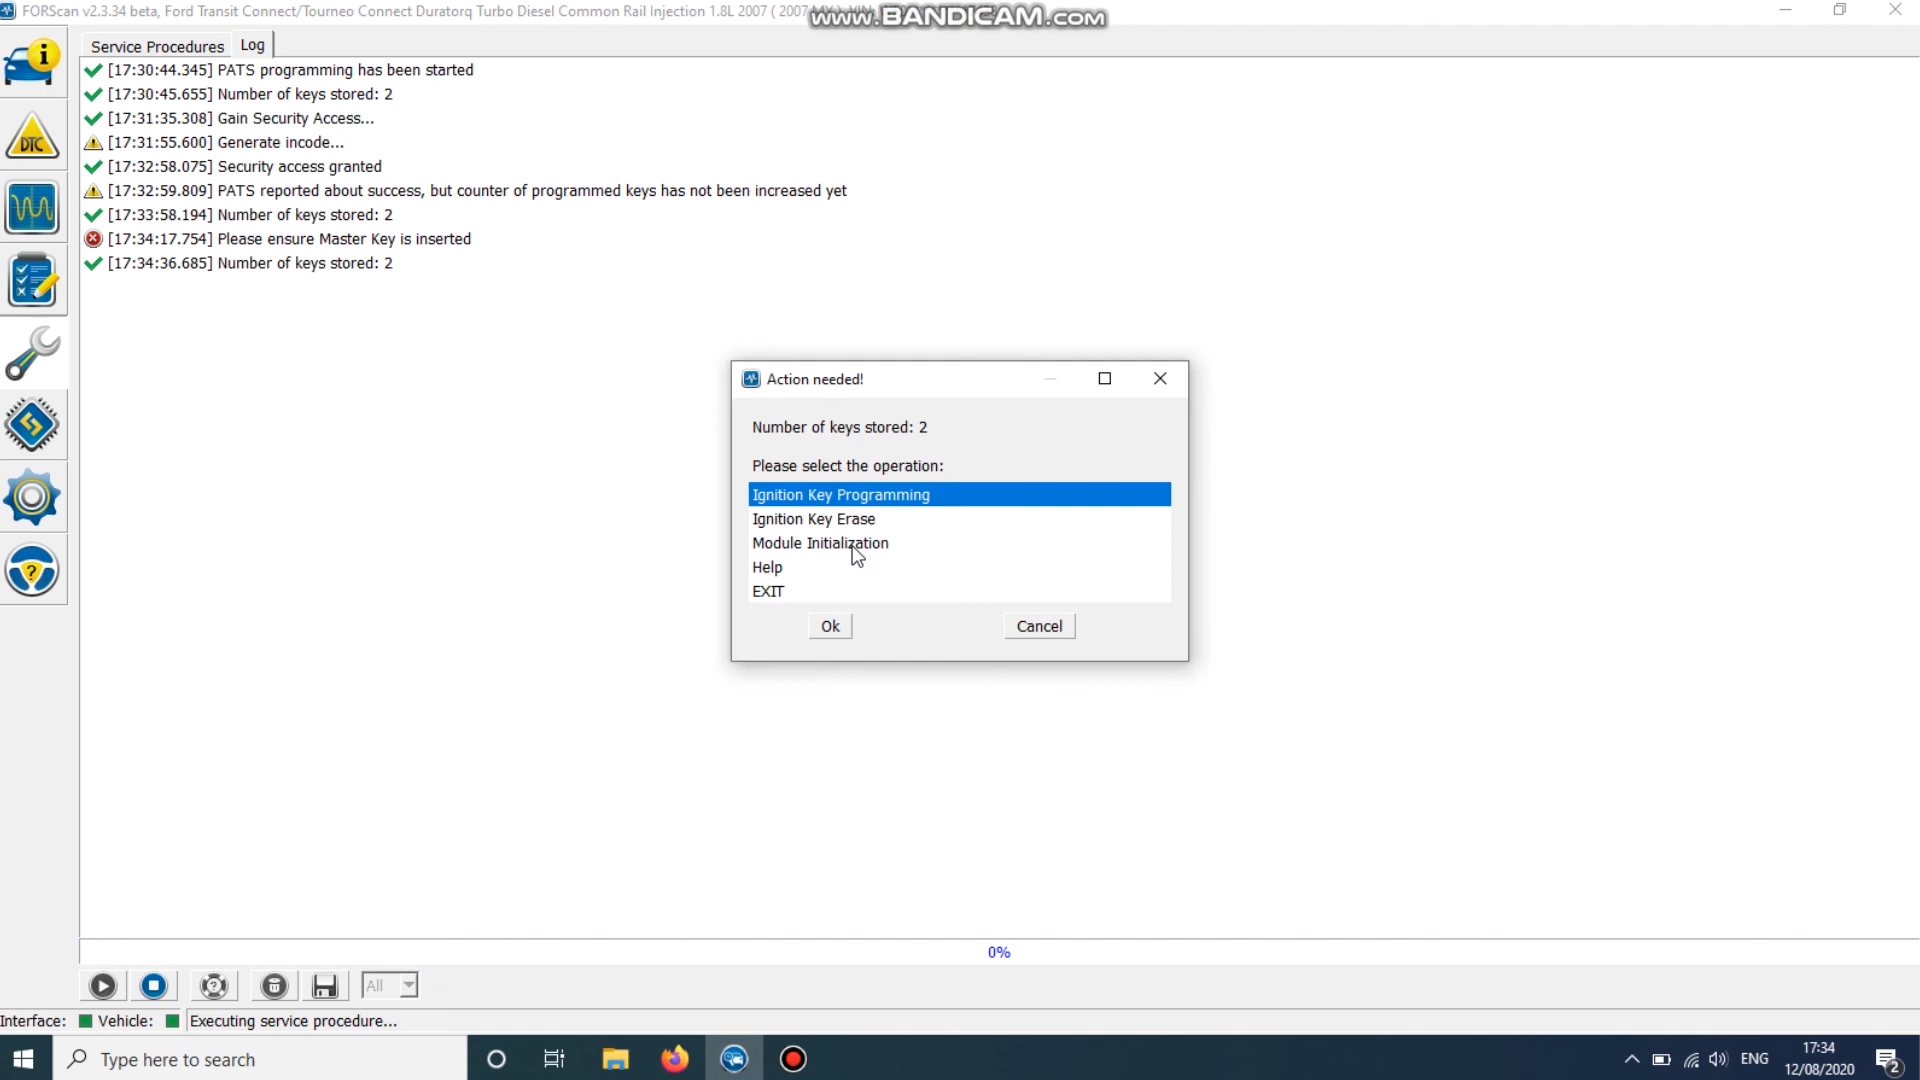 FORScan v2.3.34 beta, Ford Transit Connect/Tourneo Connect Duratorq Turbo Diesel Common Rail Injection 1.8L 2007 ( 2007
www.BANDICAM.com
Service Procedures
Log
[17:30:44.345] PATS programming has been started
[17:30:45.655] Number of keys stored: 2
[17:31:35.308] Gain Security Access...
[17:31:55.600] Generate incode...
[17:32:58.075] Security access granted
[17:32:59.809] PATS reported about success, but counter of programmed keys has not been increased yet
[17:33:58.194] Number of keys stored: 2
[17:34:17.754] Please ensure Master Key is inserted
[17:34:36.685] Number of keys stored: 2
DTC
Action needed!
Number of keys stored: 2
Please select the operation:
Ignition Key Programming
Ignition Key Erase
Module Initialization
Help
EXIT
Ok
Cancel
0%
All
Interface:
Vehicle:
Executing service procedure...
Type here to search
ENG
17:34
12/08/2020
2